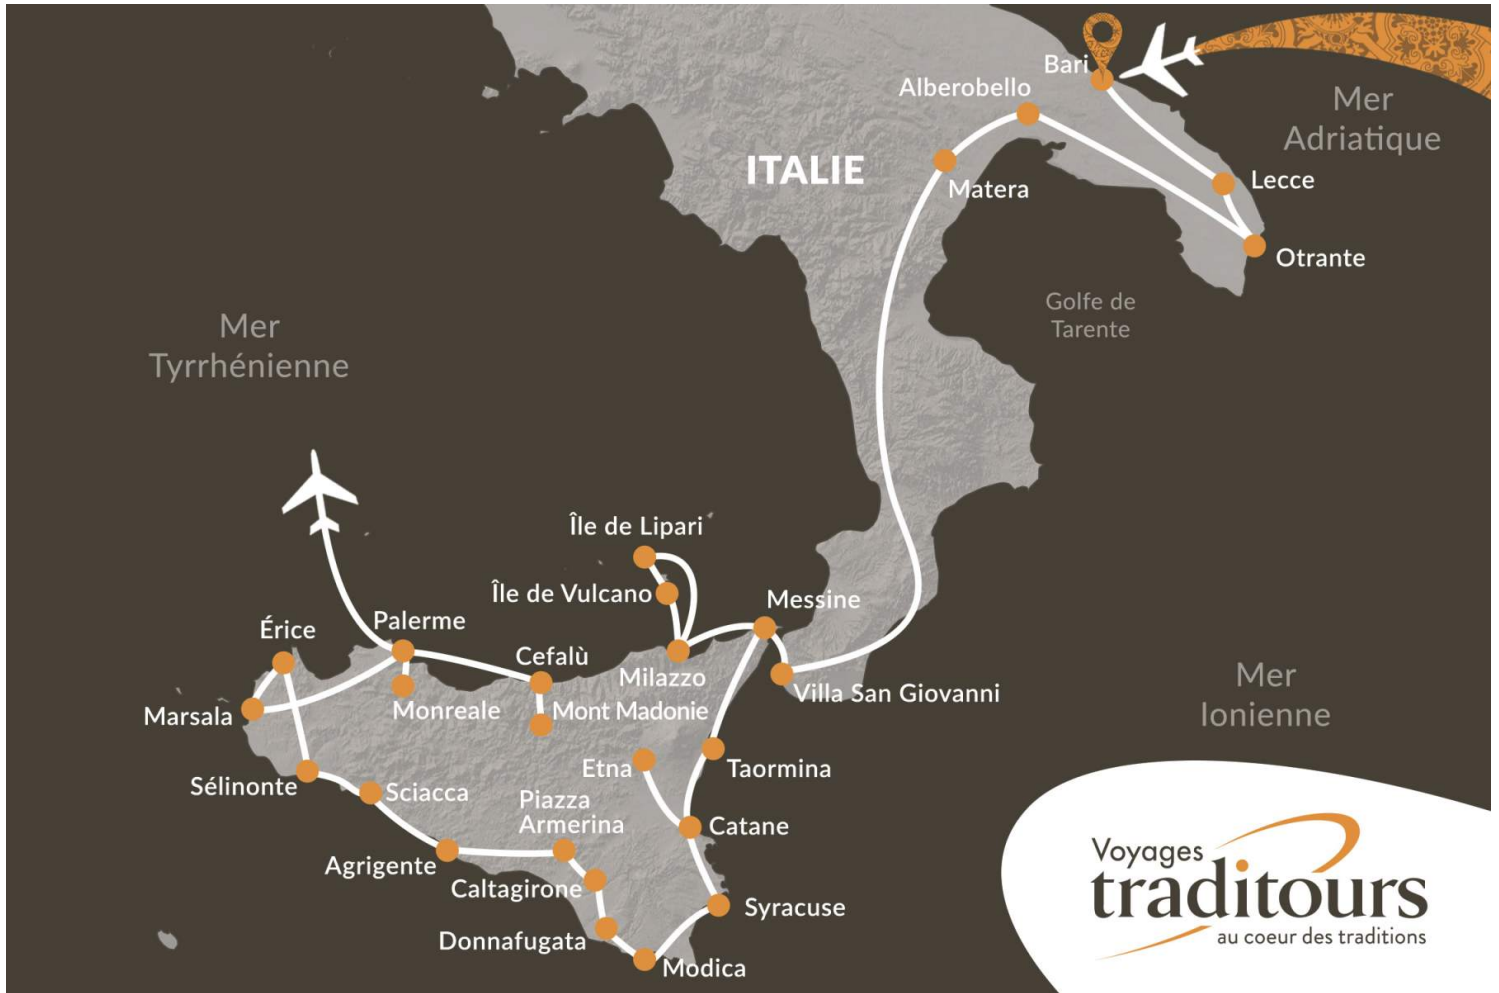 Bari
Alberobello
Mer
Adriatique
ITALIE
Matera
Lecce
Otrante
Golfe de
Tarente
Mer
Tyrrhénienne
Île de Lipari
Île de Vulcano
Messine
Palerme
Érice
Cefalù
Milazzo
Villa San Giovanni
Mer
Ionienne
Marsala
Monreale
Mont Madonie
Etna
Taormina
Sélinonte
Sciacca
Piazza
Armerina
Catane
Agrigente
Caltagirone
Syracuse
Donnafugata
Modica
Voyages
traditours
au coeur des traditions